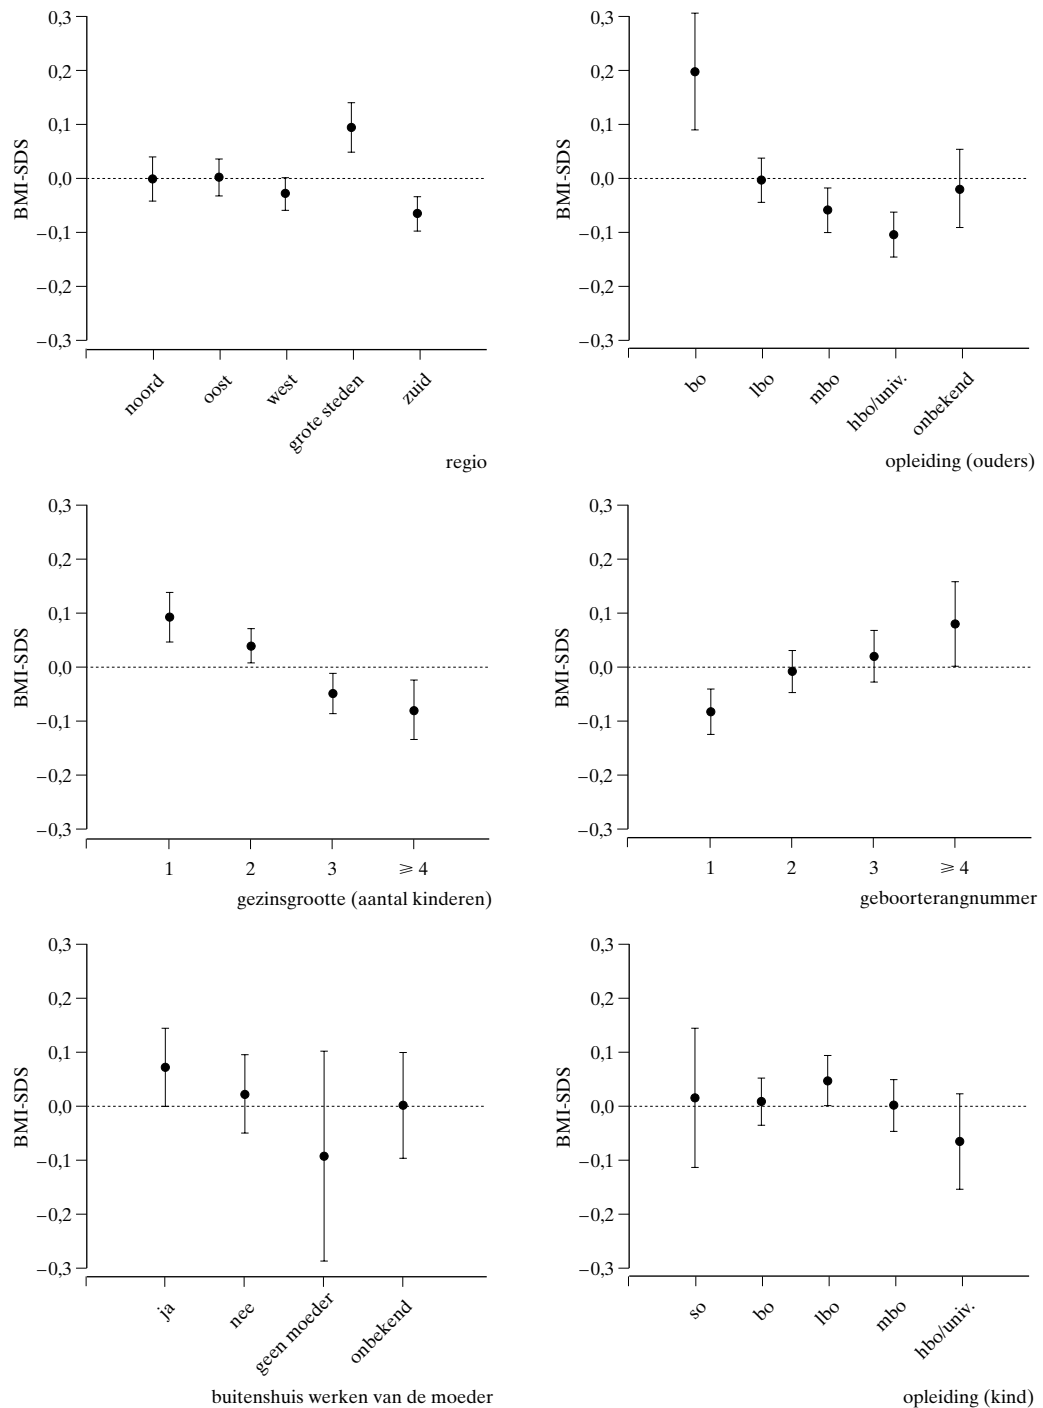 0,3
0,2
0,1
0,0
−0,1
−0,2
−0,3
BMI-SDS
noord
oost
west
grote steden
zuid
regio
0,3
0,2
0,1
0,0
−0,1
−0,2
−0,3
BMI-SDS
bo
lbo
mbo
hbo/univ.
onbekend
opleiding (ouders)
0,3
0,2
0,1
0,0
−0,1
−0,2
−0,3
BMI-SDS
1 2 3 ⩾ 4
gezinsgrootte (aantal kinderen)
0,3
0,2
0,1
0,0
−0,1
−0,2
−0,3
BMI-SDS
1 2 3 ⩾ 4
geboorterangnummer
0,3
0,2
0,1
0,0
−0,1
−0,2
−0,3
BMI-SDS
ja
nee
geen moeder
onbekend
buitenshuis werken van de moeder
0,3
0,2
0,1
0,0
−0,1
−0,2
−0,3
BMI-SDS
so
bo
lbo
mbo
hbo/univ.
opleiding (kind)